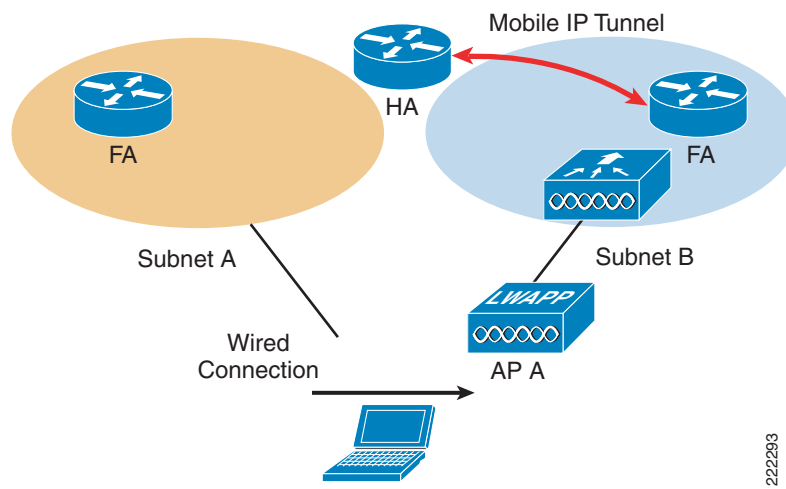 Mobile IP Tunnel
HA
FA
FA
Subnet A
Subnet B
LWAPP
Wired
Connection
AP A
222293